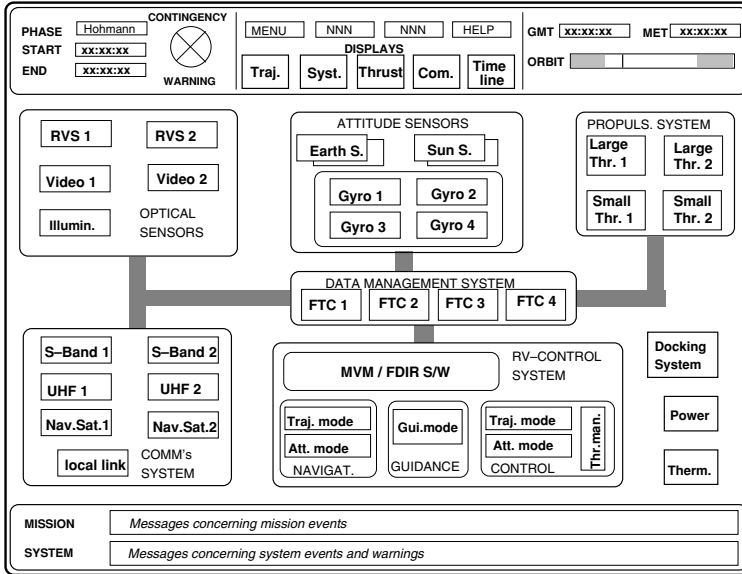 PHASE Hohmann CONTINGENCY MENU NNN NNN HELP GMT xx:xx:xx MET xx:xx:xx
START xx:xx:xx DISPLAYS
END xx:xx:xx WARNING Traj. Syst. Thrust Com. Time line ORBIT
RVS 1 RVS 2
Video 1 Video 2
Illumin. OPTICAL SENSORS
ATTITUDE SENSORS
Earth S. Sun S.
Gyro 1 Gyro 2
Gyro 3 Gyro 4
PROPULS. SYSTEM
Large Thr. 1 Large Thr. 2
Small Thr. 1 Small Thr. 2
DATA MANAGEMENT SYSTEM
FTC 1 FTC 2 FTC 3 FTC 4
S–Band 1 S–Band 2
UHF 1 UHF 2
Nav.Sat.1 Nav.Sat.2
local link COMM's SYSTEM
MVM / FDIR S/W RV–CONTROL SYSTEM
Traj. mode Gui.mode Traj. mode Thr.man.
Att. mode Att. mode
NAVIGAT. GUIDANCE CONTROL
Docking System
Power
Therm.
MISSION Messages concerning mission events
SYSTEM Messages concerning system events and warnings